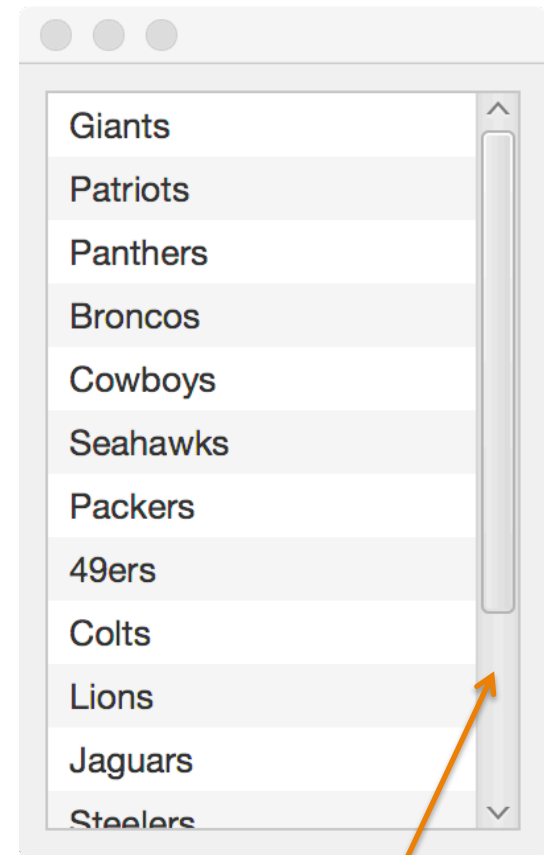 Giants
Patriots
Panthers
Broncos
Cowboys
Seahawks
Packers
49ers
Colts
Lions
Jaguars
Steelers